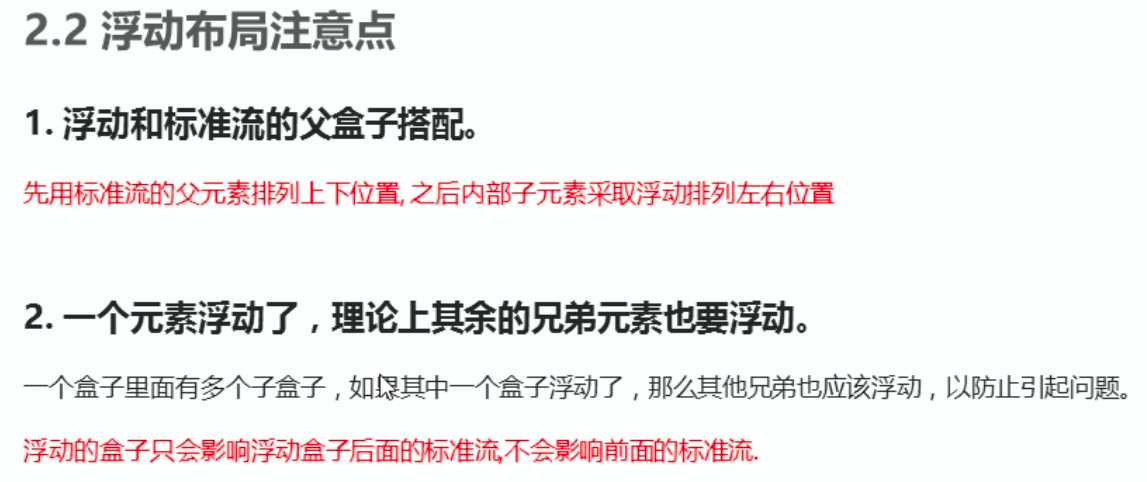 2.2 浮动布局注意点
1. 浮动和标准流的父盒子搭配。
先用标准流的父元素排列上下位置, 之后内部子元素采取浮动排列左右位置
2. 一个元素浮动了，理论上其余的兄弟元素也要浮动。
一个盒子里面有多个子盒子，如果其中一个盒子浮动了，那么其他兄弟也应该浮动，以防止引起问题。
浮动的盒子只会影响浮动盒子后面的标准流,不会影响前面的标准流.